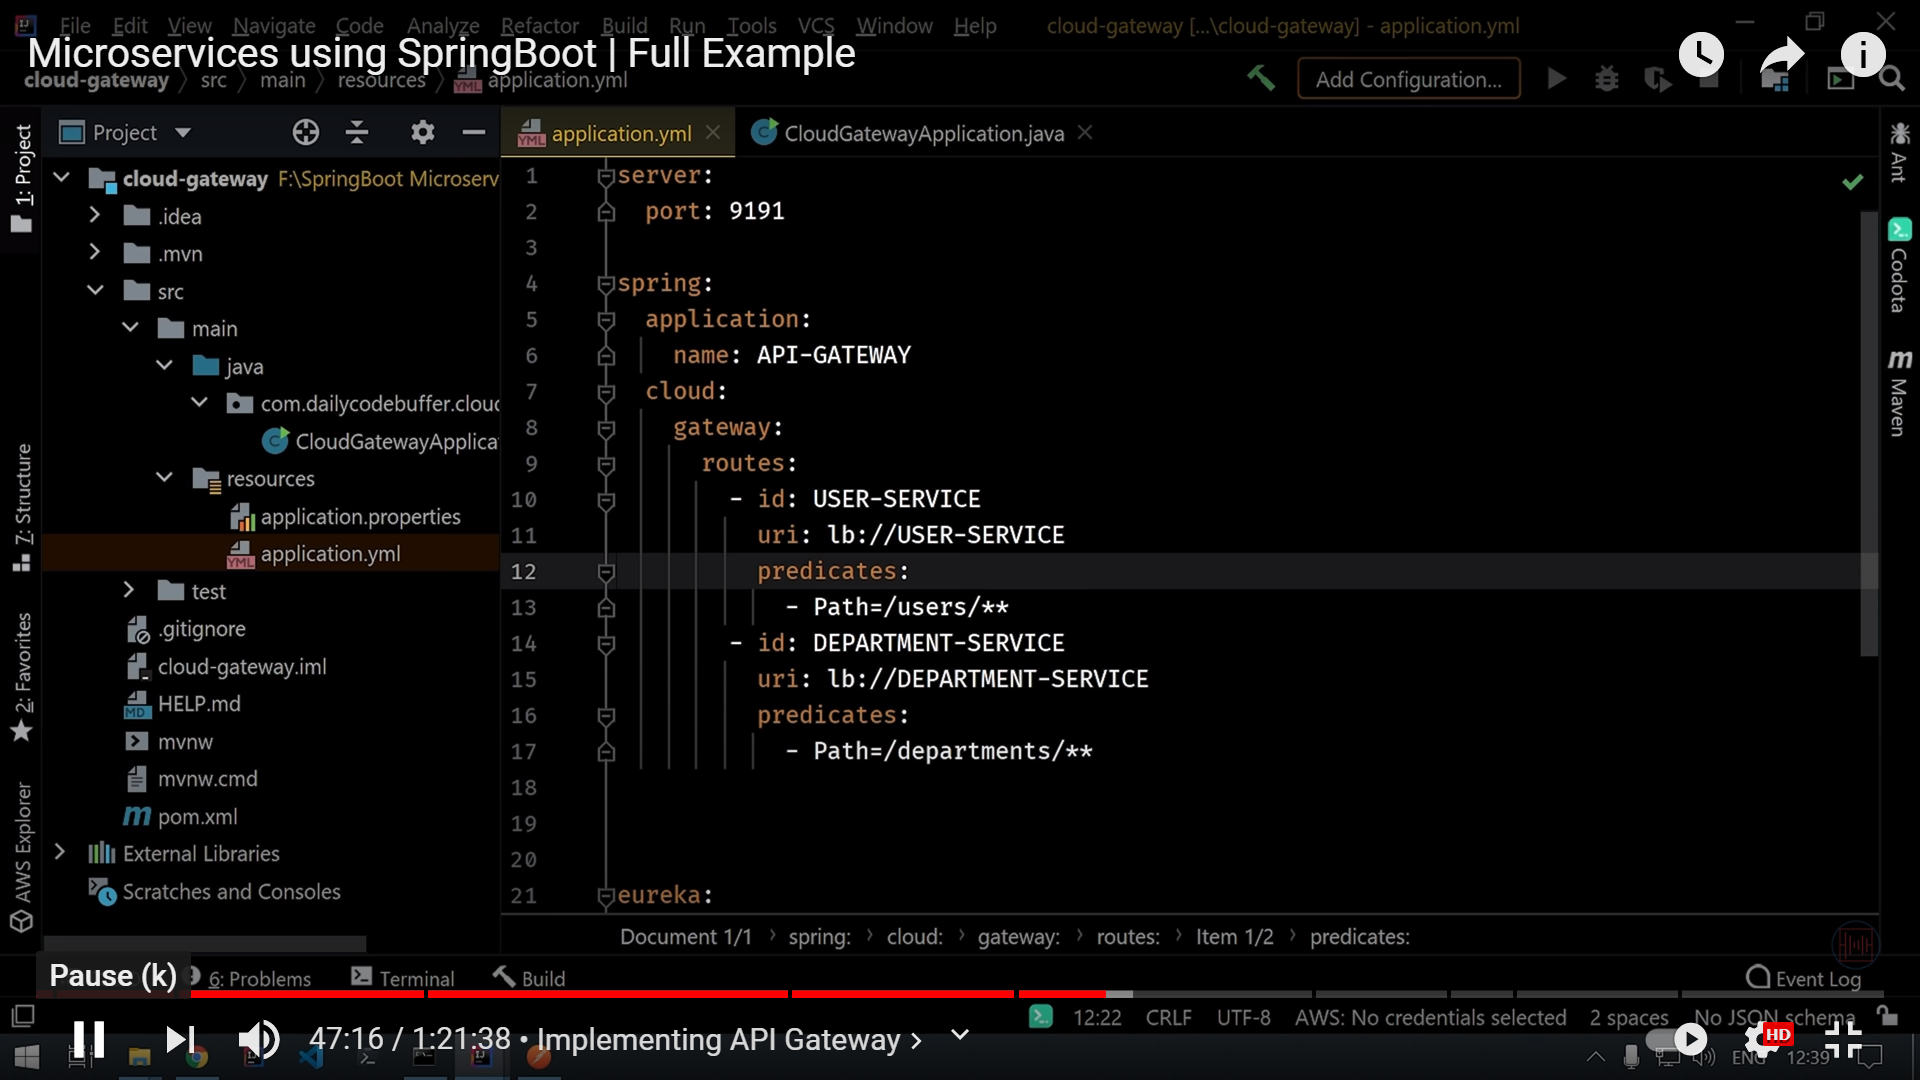 File Edit View Navigate Code Analyze Refactor Build Run Tools VCS Window Help cloud-gateway [...\cloud-gateway] - application.yml
Microservices using SpringBoot | Full Example
cloud-gateway src main resources application.yml Add Configuration...
1: Project
7: Structure
2: Favorites
AWS Explorer
Project
cloud-gateway F:\SpringBoot Microserv
.idea
.mvn
src
main
java
com.dailycodebuffer.clou
CloudGatewayApplica
resources
application.properties
application.yml
test
.gitignore
cloud-gateway.iml
HELP.md
mvnw
mvnw.cmd
pom.xml
External Libraries
Scratches and Consoles
application.yml CloudGatewayApplication.java
1 server:
2 port: 9191
3
4 spring:
5 application:
6 name: API-GATEWAY
7 cloud:
8 gateway:
9 routes:
10 - id: USER-SERVICE
11 uri: lb://USER-SERVICE
12 predicates:
13 - Path=/users/**
14 - id: DEPARTMENT-SERVICE
15 uri: lb://DEPARTMENT-SERVICE
16 predicates:
17 - Path=/departments/**
18
19
20
21 eureka:
Document 1/1 › spring: › cloud: › gateway: › routes: › Item 1/2 › predicates:
Ant
Codota
Maven
Pause (k) 6: Problems Terminal Build Event Log
12:22 CRLF UTF-8 AWS: No credentials selected 2 spaces No JSON schema
47:16 / 1:21:38 • Implementing API Gateway › HD
ENG 12:39